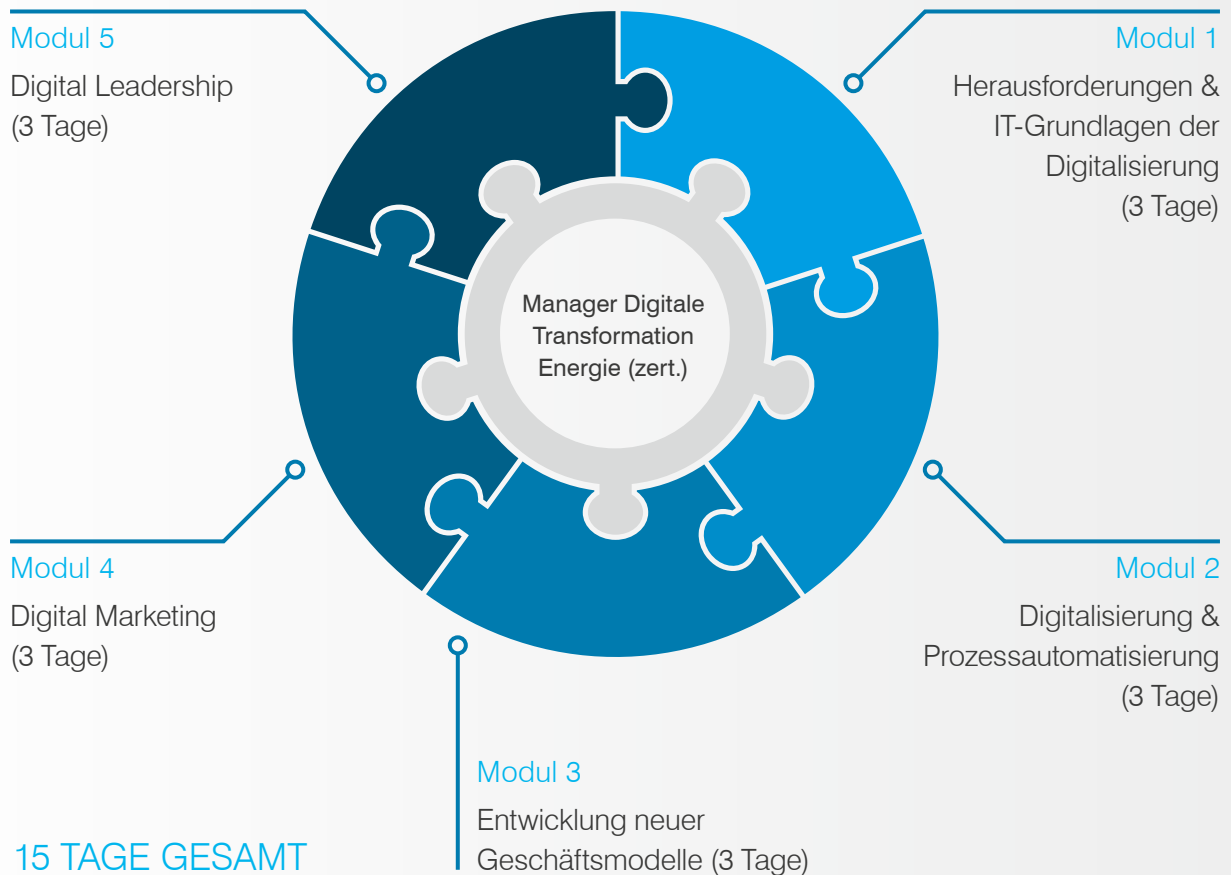 Modul 5
Digital Leadership
(3 Tage)
Modul 1
Herausforderungen &
IT-Grundlagen der
Digitalisierung
(3 Tage)
Manager Digitale
Transformation
Energie (zert.)
Modul 4
Digital Marketing
(3 Tage)
Modul 2
Digitalisierung &
Prozessautomatisierung
(3 Tage)
Modul 3
Entwicklung neuer
Geschäftsmodelle (3 Tage)
15 TAGE GESAMT